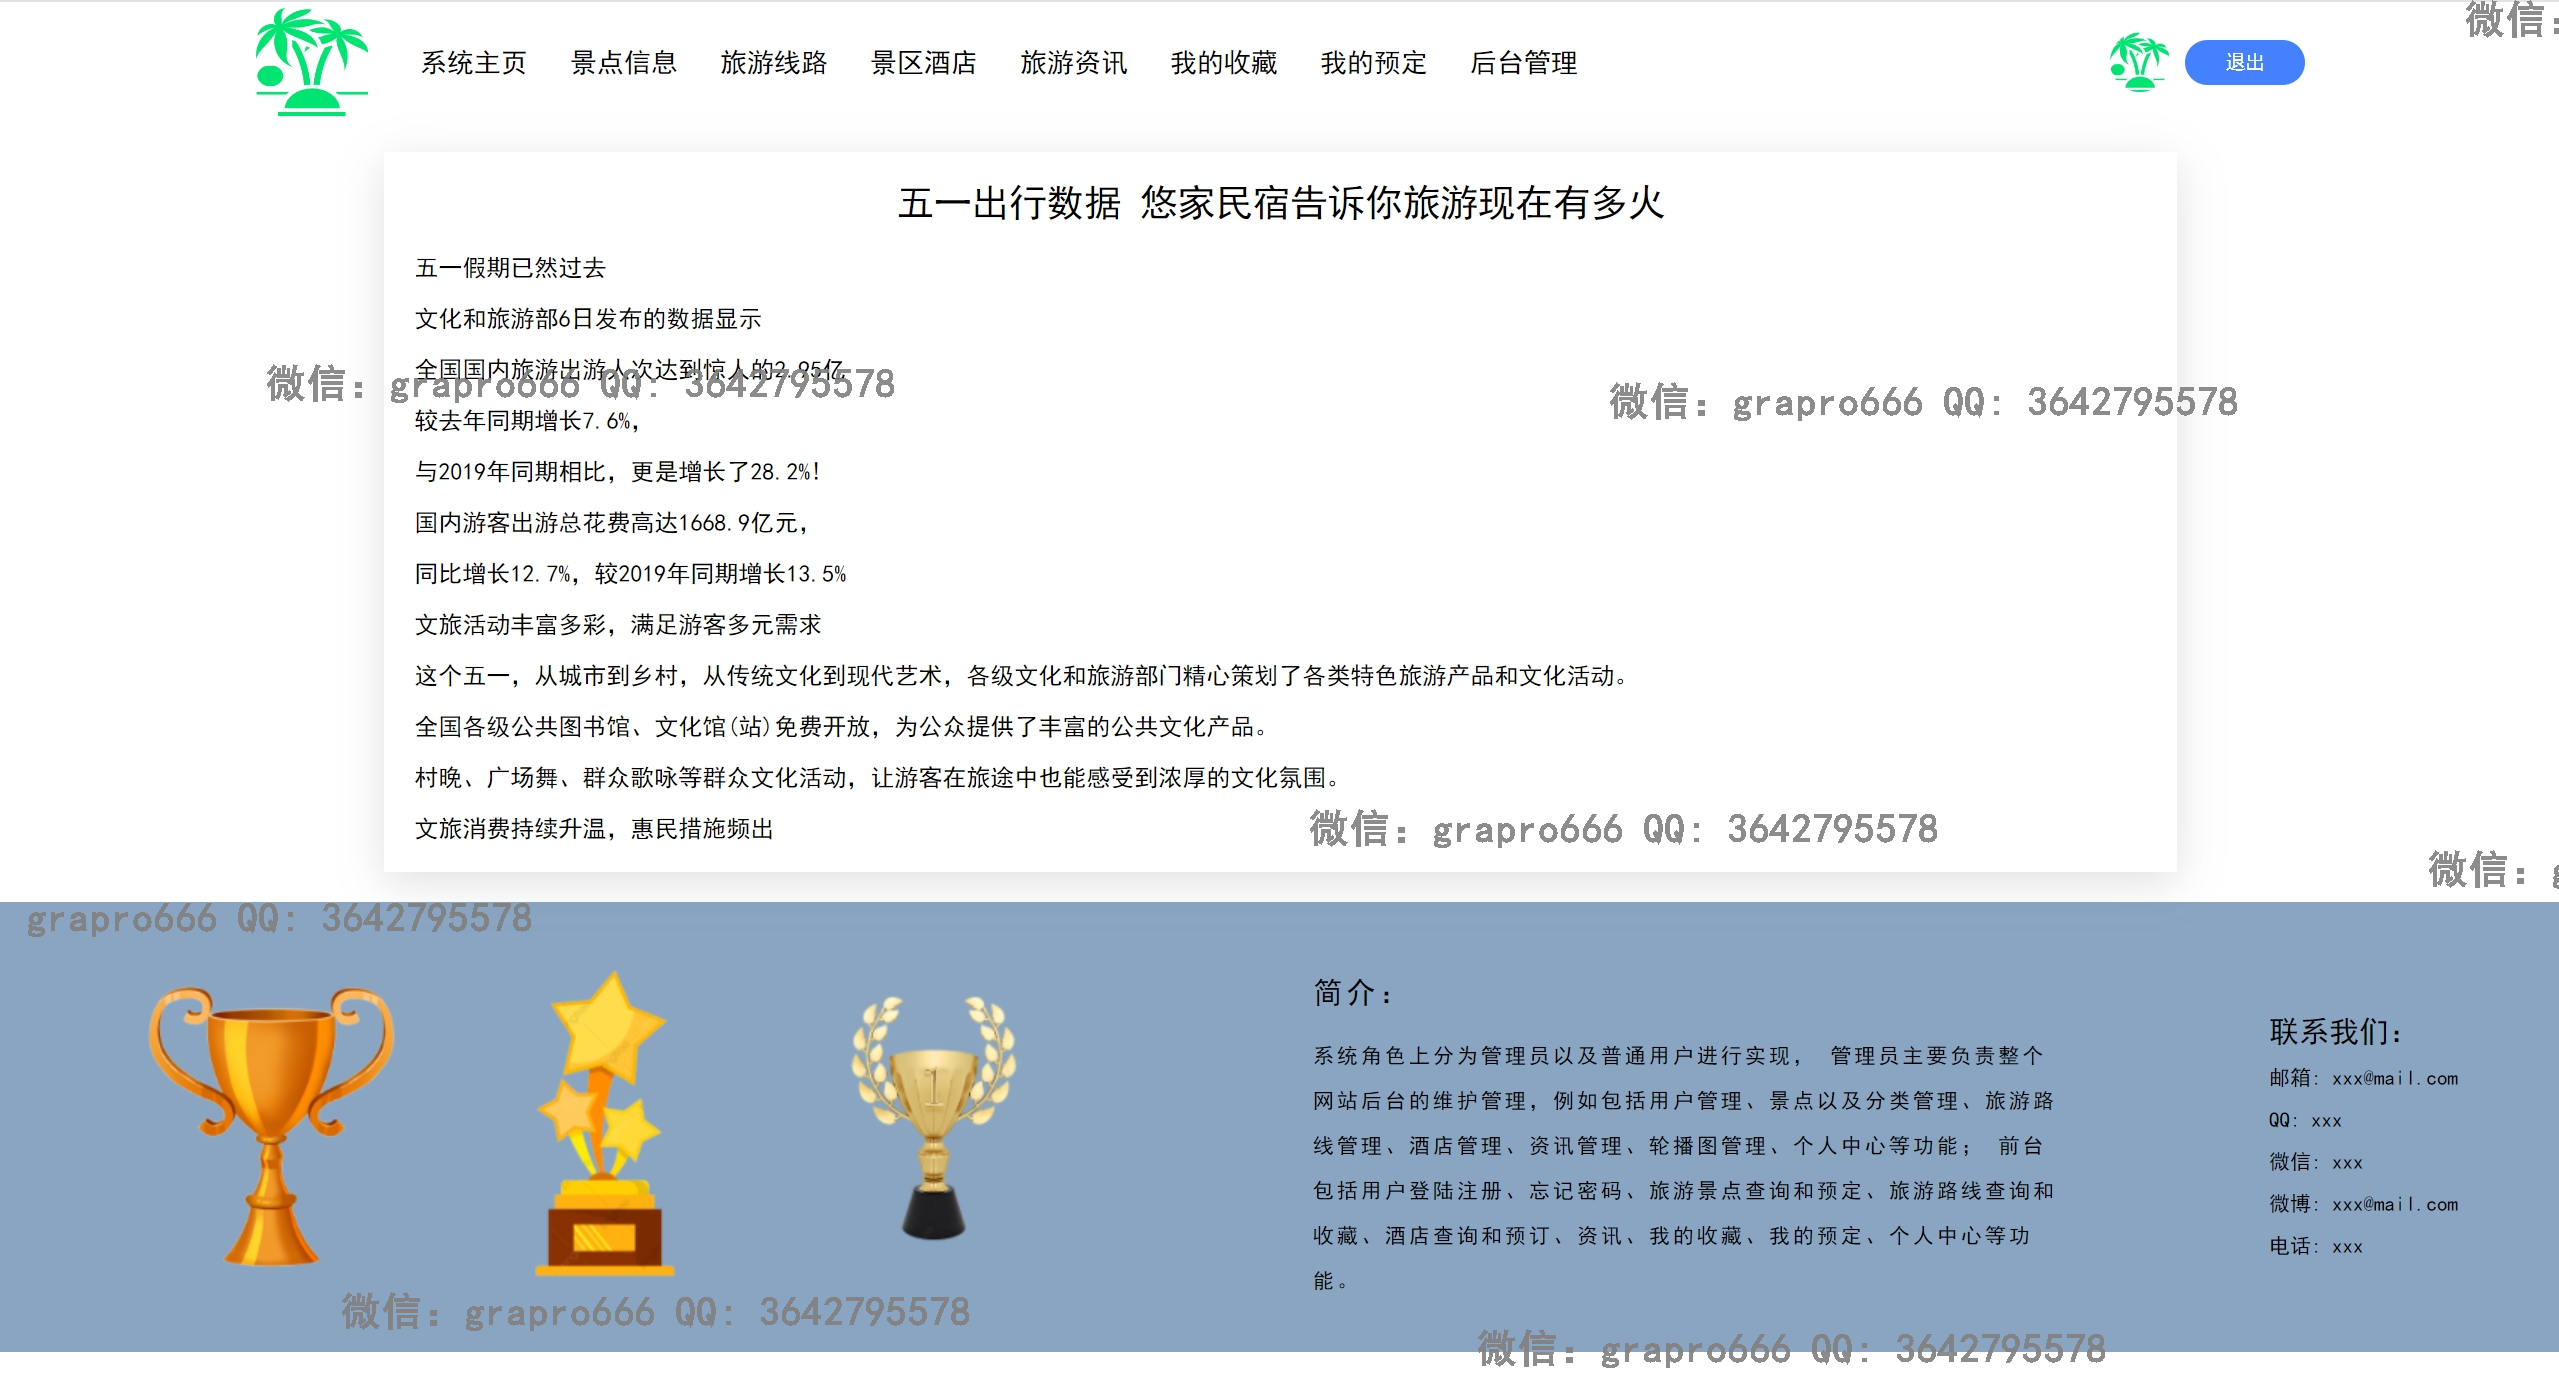 系统主页 景点信息 旅游线路 景区酒店 旅游资讯 我的收藏 我的预定 后台管理 退出
微信:
五一出行数据 悠家民宿告诉你旅游现在有多火
五一假期已然过去
文化和旅游部6日发布的数据显示
全国国内旅游出游人次达到惊人的2.95亿
微信: grapro666 QQ: 3642795578
微信: grapro666 QQ: 3642795578
较去年同期增长7.6%,
与2019年同期相比，更是增长了28.2%!
国内游客出游总花费高达1668.9亿元，
同比增长12.7%，较2019年同期增长13.5%
文旅活动丰富多彩，满足游客多元需求
这个五一，从城市到乡村，从传统文化到现代艺术，各级文化和旅游部门精心策划了各类特色旅游产品和文化活动。
全国各级公共图书馆、文化馆(站)免费开放，为公众提供了丰富的公共文化产品。
村晚、广场舞、群众歌咏等群众文化活动，让游客在旅途中也能感受到浓厚的文化氛围。
文旅消费持续升温，惠民措施频出
微信: grapro666 QQ: 3642795578
微信: g
grapro666 QQ: 3642795578
简介：
系统角色上分为管理员以及普通用户进行实现， 管理员主要负责整个
网站后台的维护管理，例如包括用户管理、景点以及分类管理、旅游路
线管理、酒店管理、资讯管理、轮播图管理、个人中心等功能； 前台
包括用户登陆注册、忘记密码、旅游景点查询和预定、旅游路线查询和
收藏、酒店查询和预订、资讯、我的收藏、我的预定、个人中心等功
能。
联系我们：
邮箱: xxx@mail.com
QQ: xxx
微信: xxx
微博: xxx@mail.com
电话: xxx
1
微信: grapro666 QQ: 3642795578
微信: grapro666 QQ: 3642795578